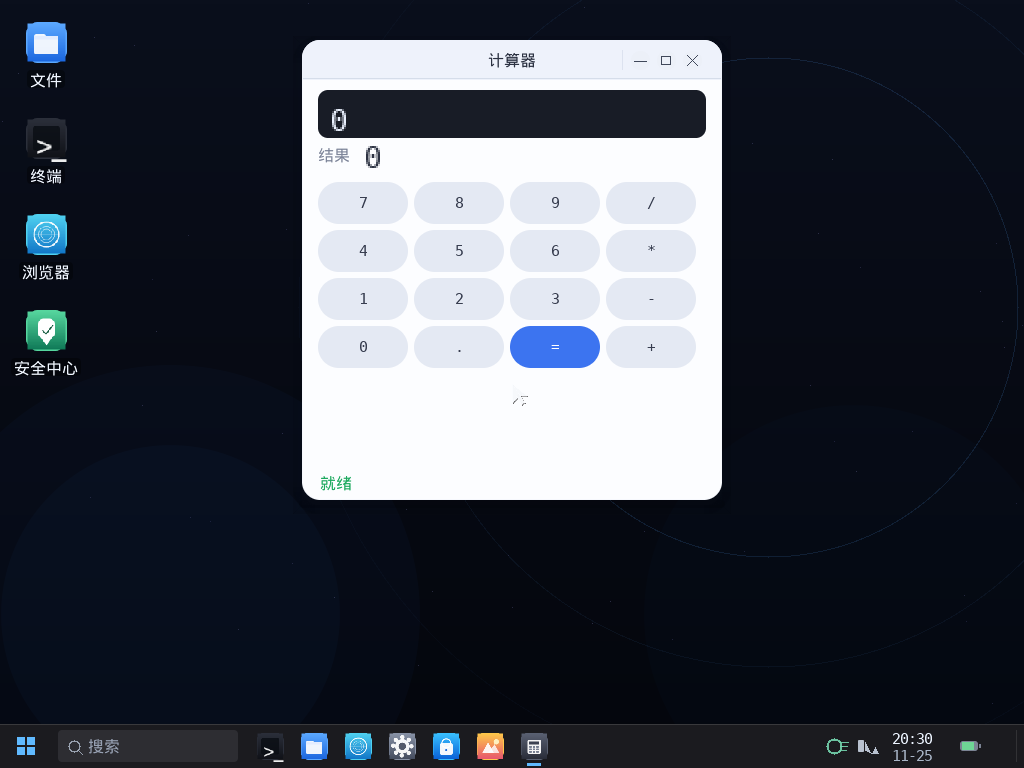 文件
终端
浏览器
安全中心
计算器
0
结果 0
7 8 9 /
4 5 6 *
1 2 3 -
0 . = +
就绪
搜索
20:30
11-25